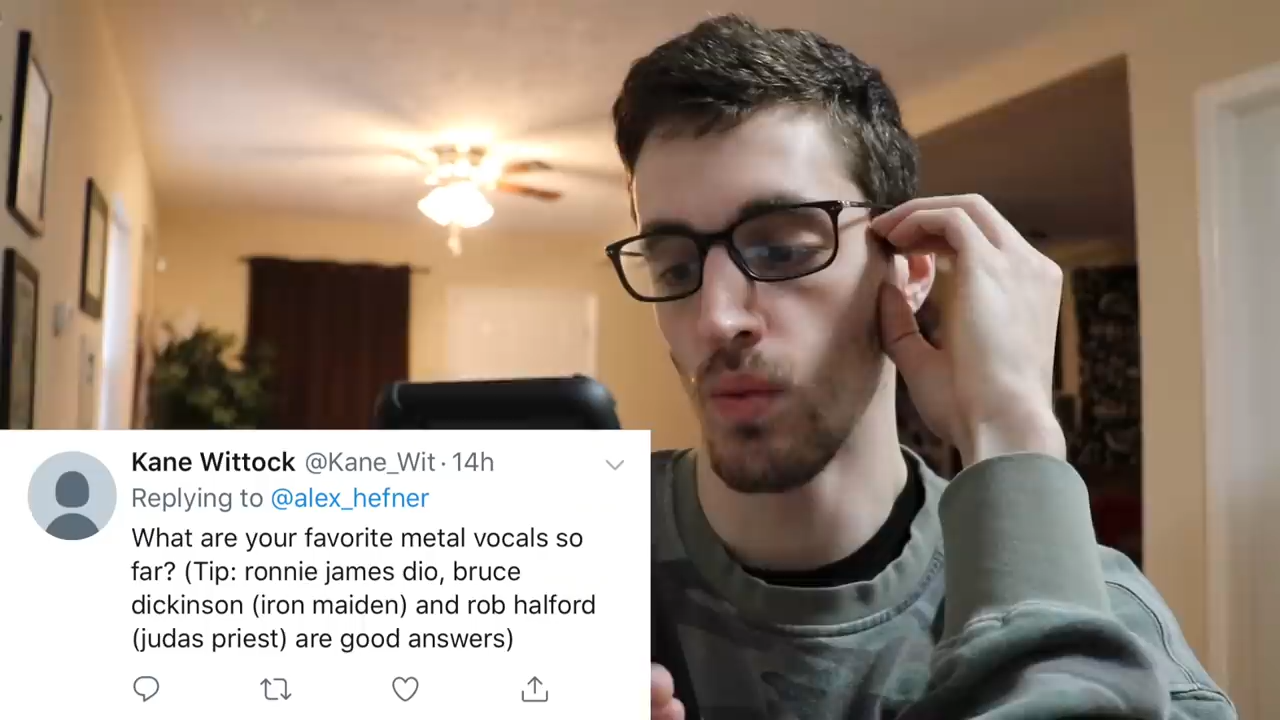 Kane Wittock @Kane_Wit · 14h
Replying to @alex_hefner
What are your favorite metal vocals so
far? (Tip: ronnie james dio, bruce
dickinson (iron maiden) and rob halford
(judas priest) are good answers)